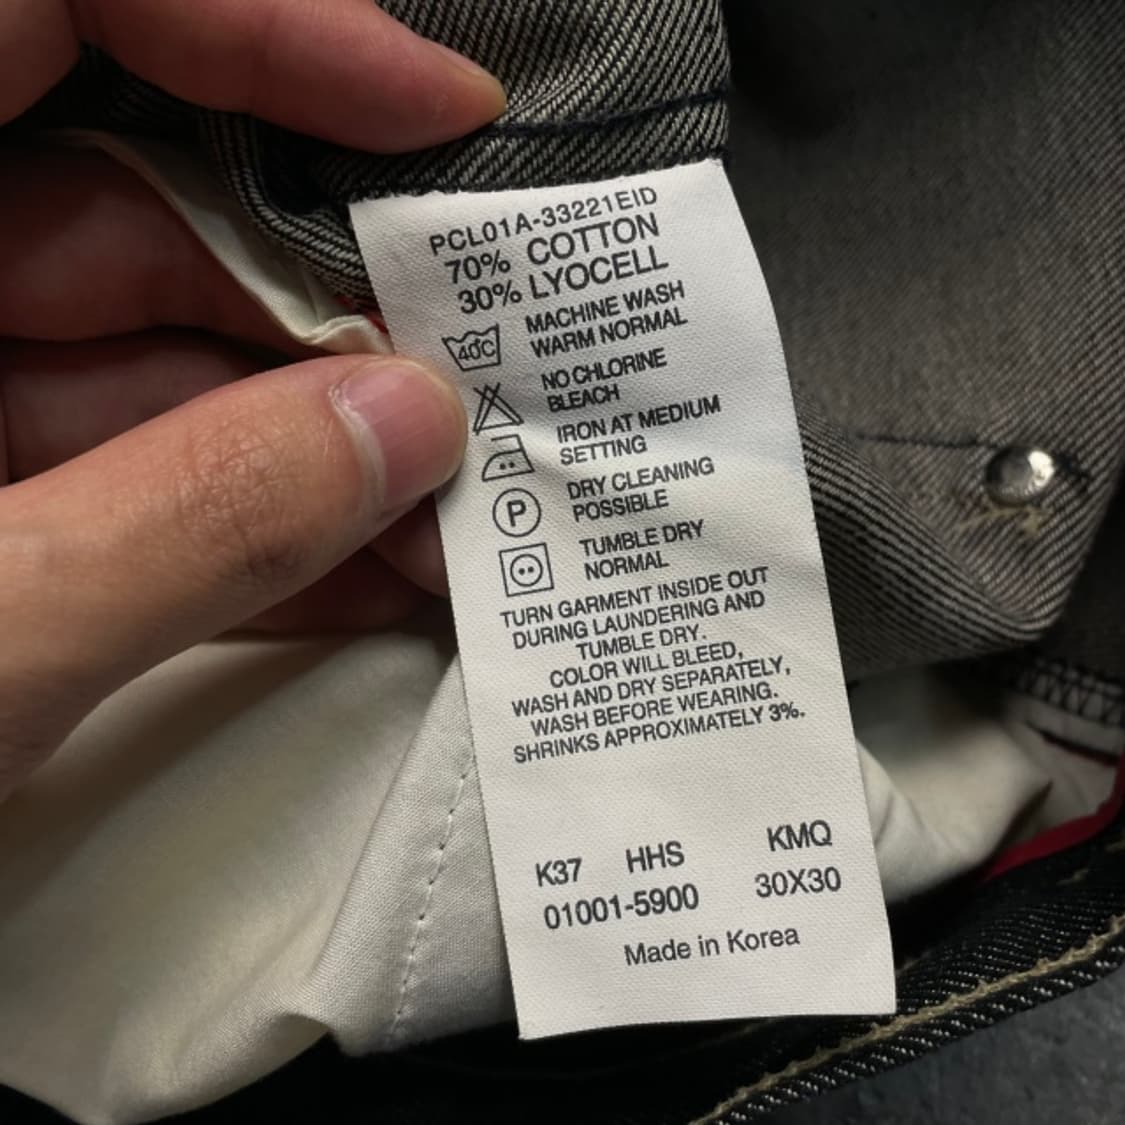 PCL01A-33221EID
70% COTTON
30% LYOCELL
40°C MACHINE WASH
WARM NORMAL
NO CHLORINE
BLEACH
IRON AT MEDIUM
SETTING
P DRY CLEANING
POSSIBLE
TUMBLE DRY
NORMAL
TURN GARMENT INSIDE OUT
DURING LAUNDERING AND
TUMBLE DRY.
COLOR WILL BLEED,
WASH AND DRY SEPARATELY,
WASH BEFORE WEARING.
SHRINKS APPROXIMATELY 3%.
K37 HHS KMQ
01001-5900 30X30
Made in Korea